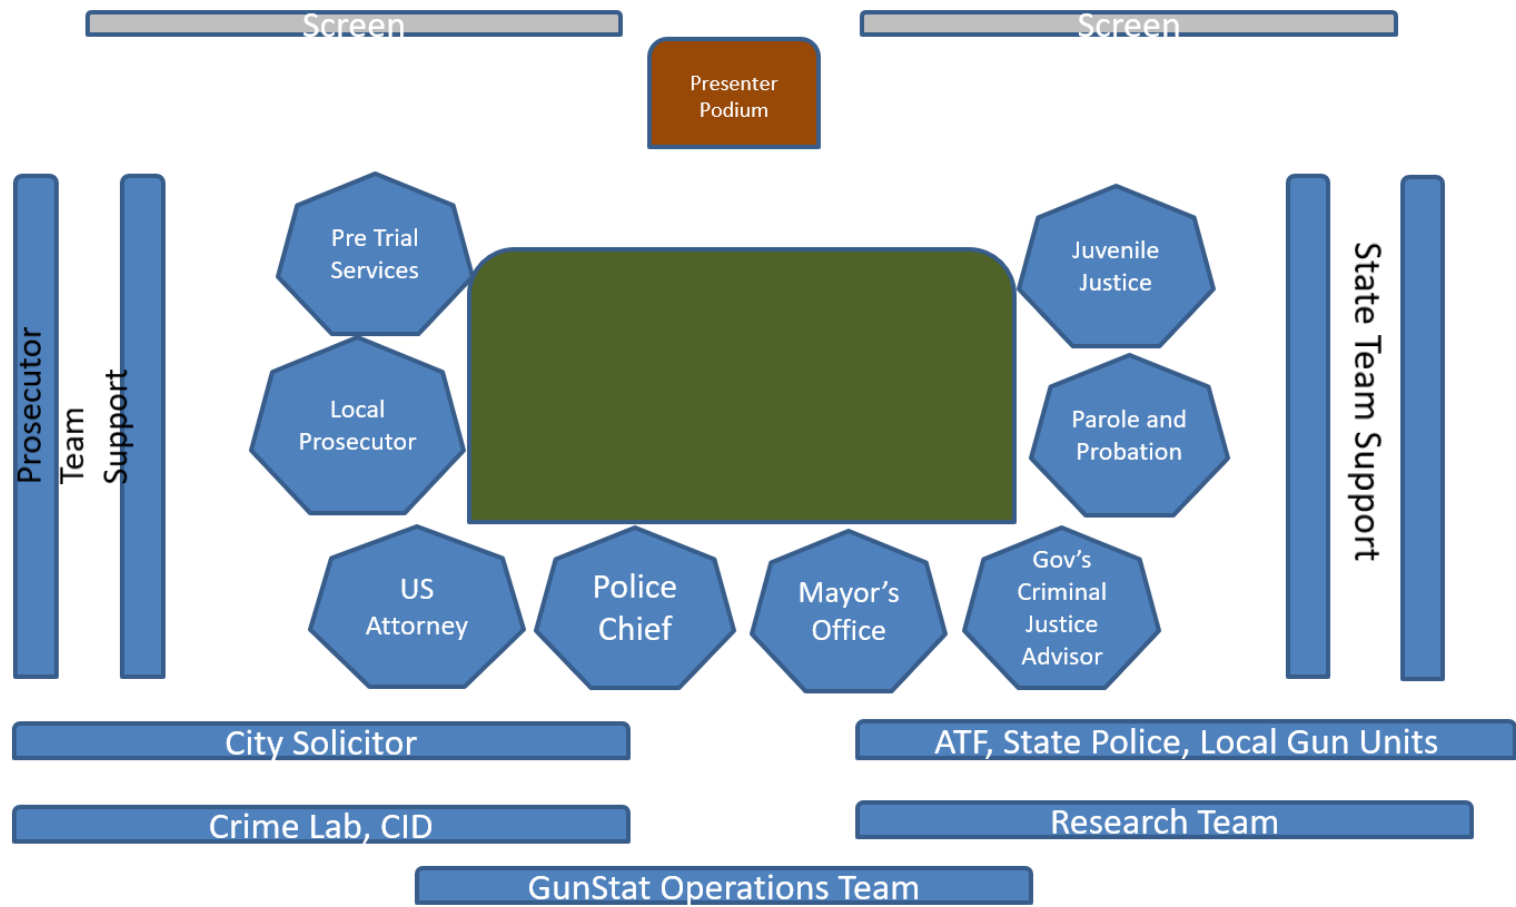 Screen
Screen
Presenter
Podium
Pre Trial
Services
Juvenile
Justice
Local
Prosecutor
Parole and
Probation
US
Attorney
Police
Chief
Mayor’s
Office
Gov’s
Criminal
Justice
Advisor
Prosecutor
Team
Support
State Team Support
City Solicitor
ATF, State Police, Local Gun Units
Crime Lab, CID
Research Team
GunStat Operations Team